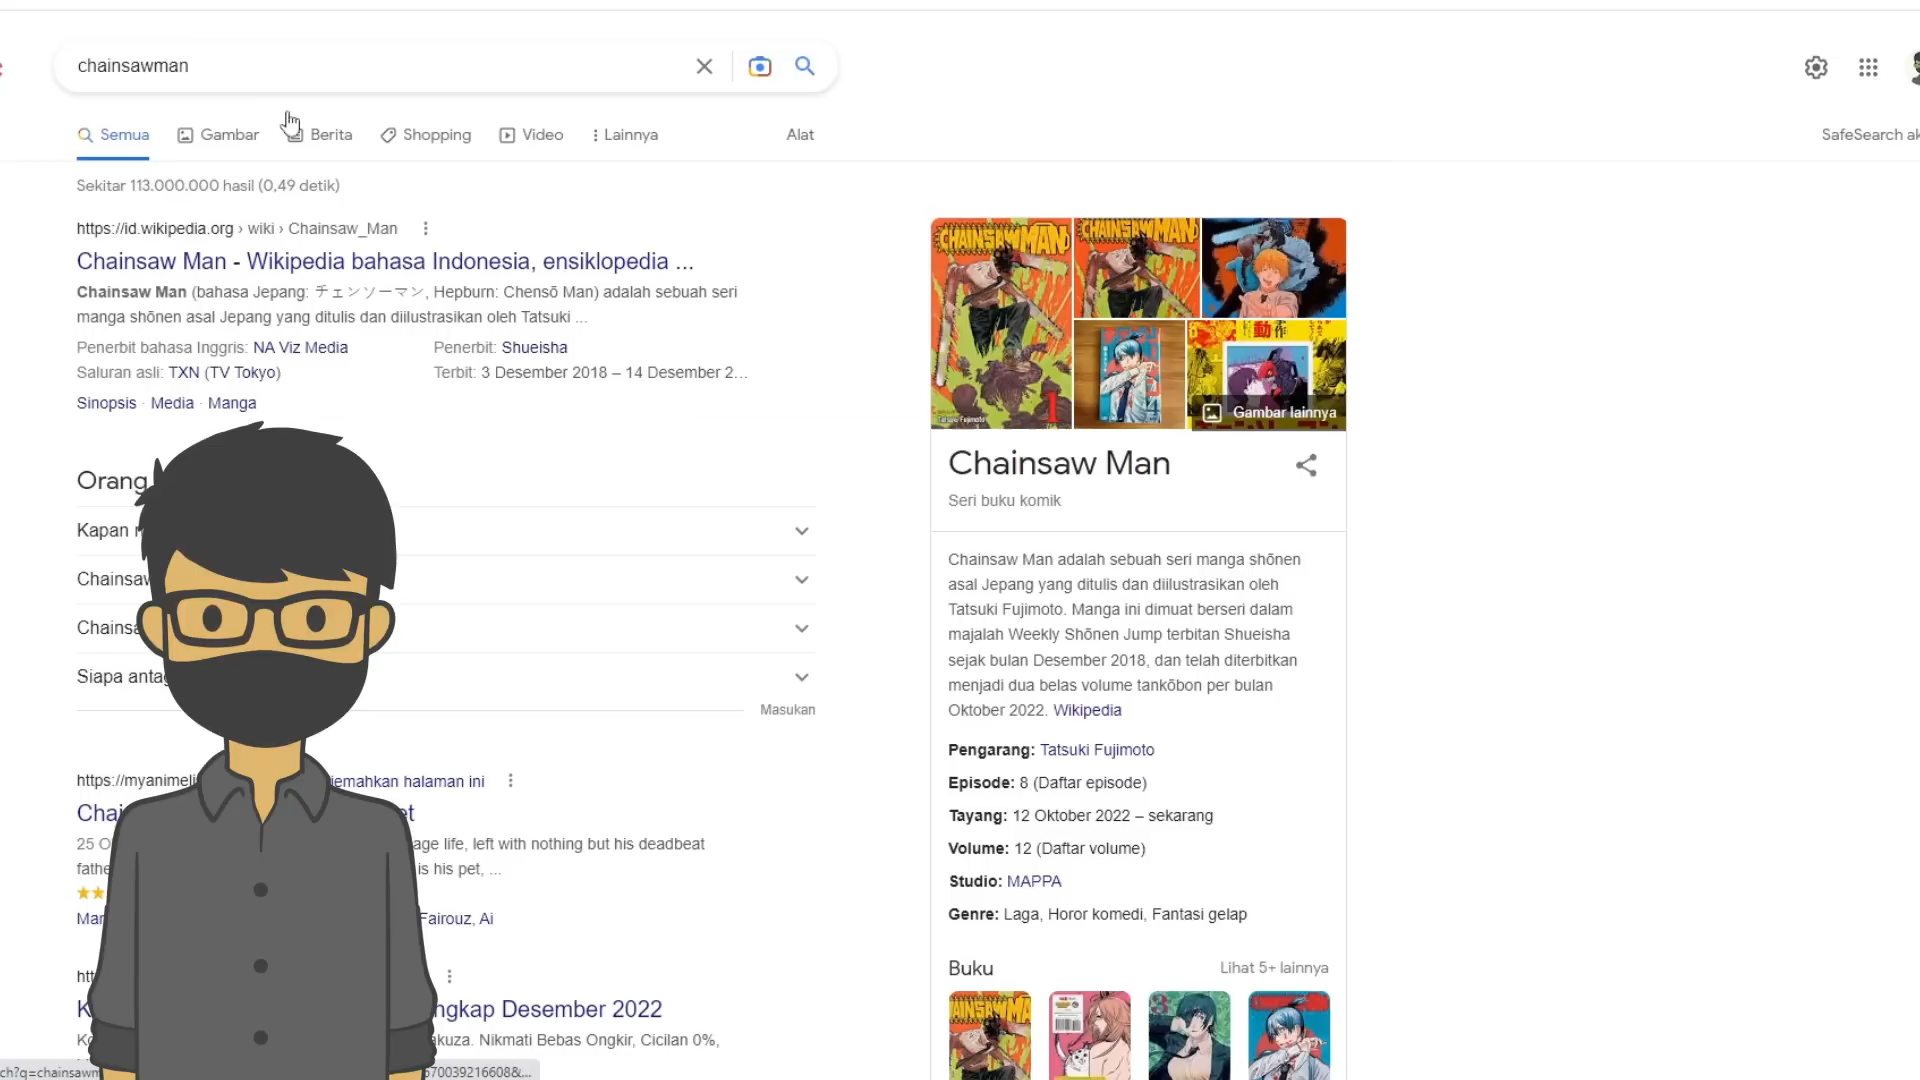 chainsawman
Semua
Gambar
Berita
Shopping
Video
Lainnya
Alat
SafeSearch
Sekitar 113.000.000 hasil (0,49 detik)
https://id.wikipedia.org › wiki › Chainsaw_Man
Chainsaw Man - Wikipedia bahasa Indonesia, ensiklopedia ...
Chainsaw Man (bahasa Jepang: チェンソーマン, Hepburn: Chensō Man) adalah sebuah seri
manga shōnen asal Jepang yang ditulis dan diilustrasikan oleh Tatsuki ...
Penerbit bahasa Inggris: NA Viz Media
Penerbit: Shueisha
Saluran asli: TXN (TV Tokyo)
Terbit: 3 Desember 2018 – 14 Desember 2...
Sinopsis · Media · Manga
Orang
Kapan
Siapa
Masukan
halaman ini
25
life, left with nothing but his deadbeat
is his pet, ...
Fairouz, Ai
Desember 2022
Nikmati Bebas Ongkir, Cicilan 0%,
CHAINSAWMAN
Tatsuki Fujimoto
1
CHAINSAWMAN
動
Gambar lainnya
Chainsaw Man
Seri buku komik
Chainsaw Man adalah sebuah seri manga shōnen
asal Jepang yang ditulis dan diilustrasikan oleh
Tatsuki Fujimoto. Manga ini dimuat berseri dalam
majalah Weekly Shōnen Jump terbitan Shueisha
sejak bulan Desember 2018, dan telah diterbitkan
menjadi dua belas volume tankōbon per bulan
Oktober 2022. Wikipedia
Pengarang: Tatsuki Fujimoto
Episode: 8 (Daftar episode)
Tayang: 12 Oktober 2022 – sekarang
Volume: 12 (Daftar volume)
Studio: MAPPA
Genre: Laga, Horor komedi, Fantasi gelap
Buku
Lihat 5+ lainnya